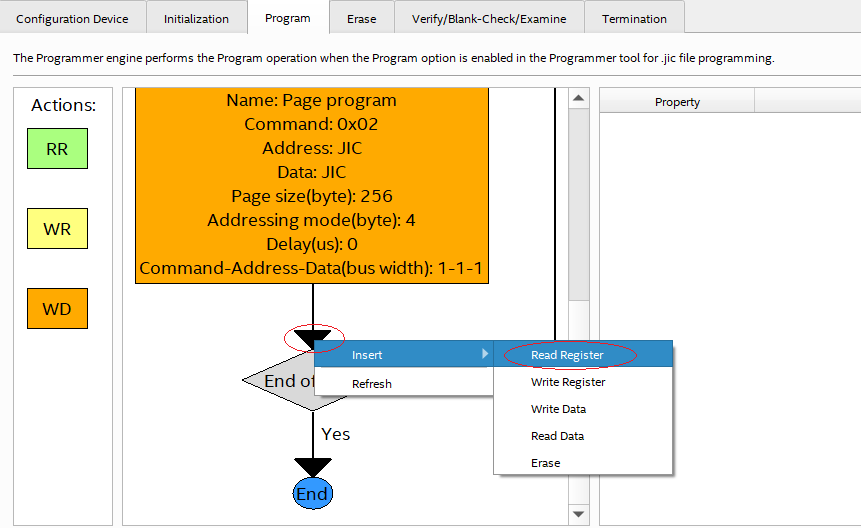 Configuration Device
Initialization
Program
Erase
Verify/Blank-Check/Examine
Termination
The Programmer engine performs the Program operation when the Program option is enabled in the Programmer tool for .jic file programming.
Actions:
RR
WR
WD
Name: Page program
Command: 0x02
Address: JIC
Data: JIC
Page size(byte): 256
Addressing mode(byte): 4
Delay(us): 0
Command-Address-Data(bus width): 1-1-1
End of
Yes
End
Insert
Refresh
Read Register
Write Register
Write Data
Read Data
Erase
Property